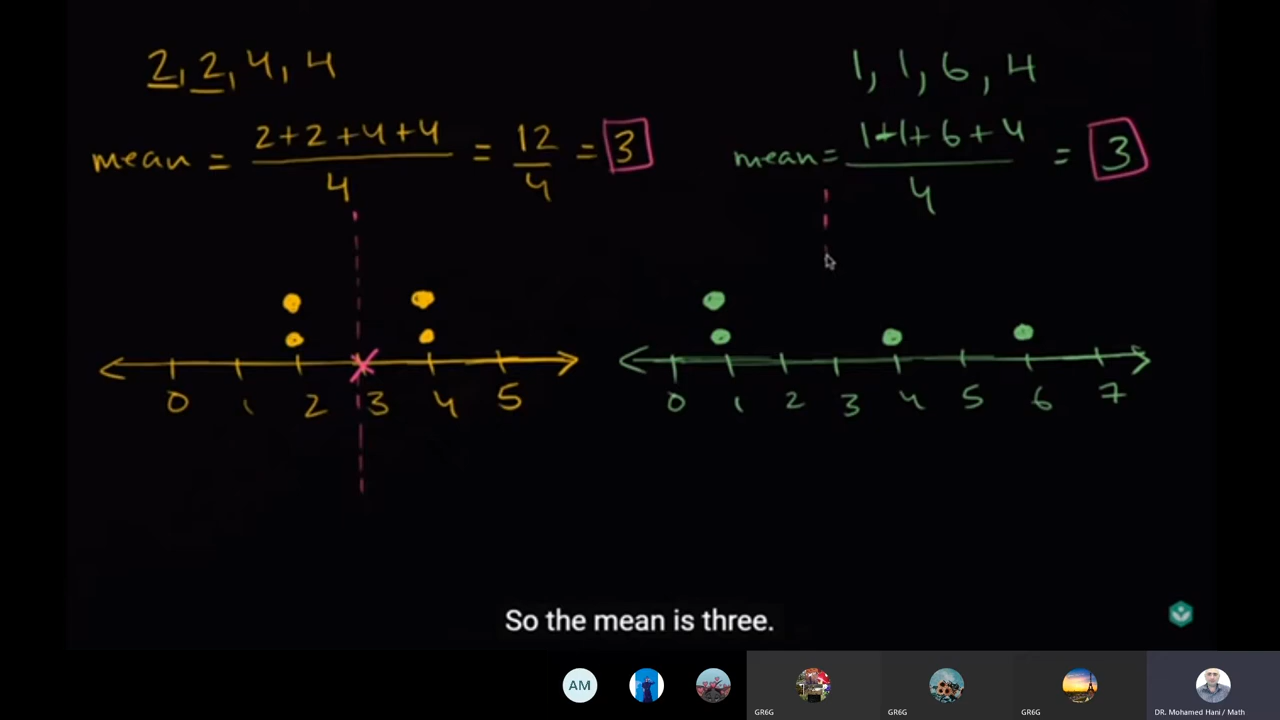 2, 2, 4, 4
mean = 2+2+4+4 / 4 = 12 / 4 = 3
0 1 2 3 4 5
1, 1, 6, 4
mean = 1+1+6+4 / 4 = 3
0 1 2 3 4 5 6 7
So the mean is three.
AM
GR6G
GR6G
GR6G
DR. Mohamed Hani / Math